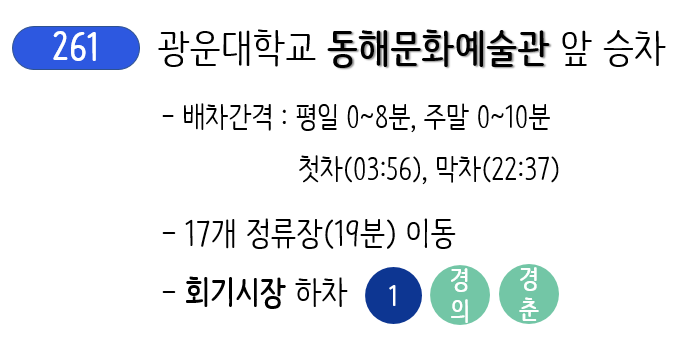 261 광운대학교 동해문화예술관 앞 승차
- 배차간격 : 평일 0~8분, 주말 0~10분
첫차(03:56), 막차(22:37)
- 17개 정류장(19분) 이동
- 회기시장 하차 1 경의 경춘